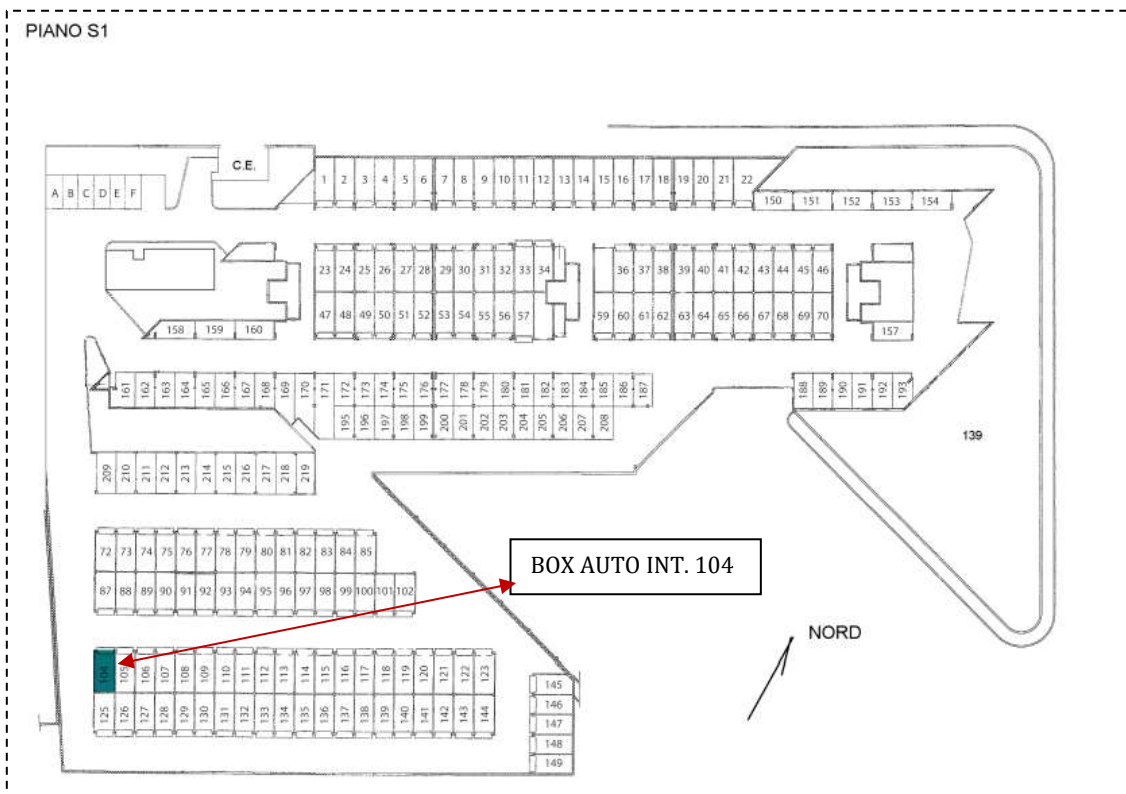 PIANO S1
C.E.
A B C D E F
1 2 3 4 5 6 7 8 9 10 11 12 13 14 15 16 17 18 19 20 21 22
150 151 152 153 154
23 24 25 26 27 28 29 30 31 32 33 34 36 37 38 39 40 41 42 43 44 45 46
47 48 49 50 51 52 53 54 55 56 57 59 60 61 62 63 64 65 66 67 68 69 70
158 159 160 157
161 162 163 164 165 166 167 168 169 170 171 172 173 174 175 176 177 178 179 180 181 182 183 184 185 186 187 188 189 190 191 192 193
195 196 197 198 199 200 201 202 203 204 205 206 207 208
139
209 210 211 212 213 214 215 216 217 218 219
72 73 74 75 76 77 78 79 80 81 82 83 84 85
BOX AUTO INT. 104
87 88 89 90 91 92 93 94 95 96 97 98 99 100 101 102
NORD
104 105 106 107 108 109 110 111 112 113 114 115 116 117 118 119 120 121 122 123
125 126 127 128 129 130 131 132 133 134 135 136 137 138 139 140 141 142 143 144
145
146
147
148
149